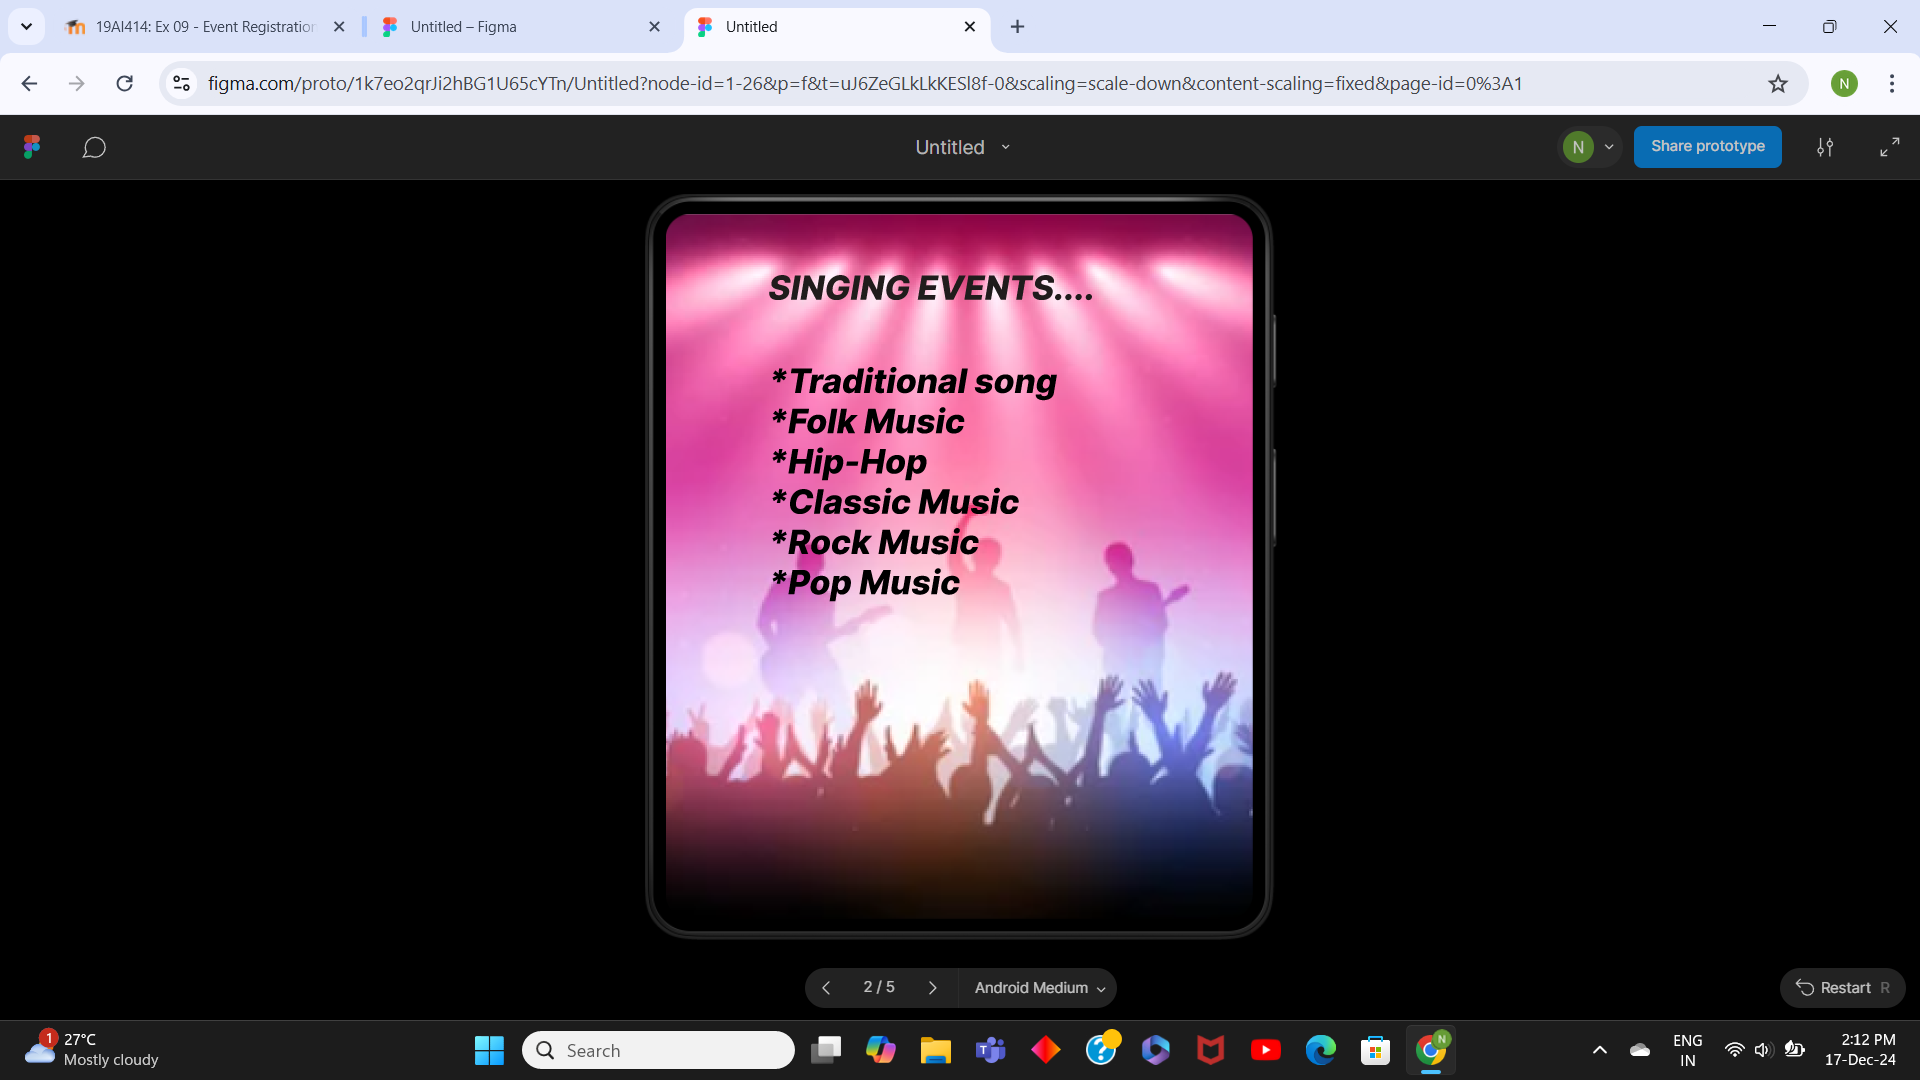 19AI414: Ex 09 - Event Registration
Untitled – Figma
Untitled
figma.com/proto/1k7eo2qrJi2hBG1U65cYTn/Untitled?node-id=1-26&p=f&t=uJ6ZeGLkLkKESl8f-0&scaling=scale-down&content-scaling=fixed&page-id=0%3A1
N
Untitled
N
Share prototype
SINGING EVENTS....
*Traditional song
*Folk Music
*Hip-Hop
*Classic Music
*Rock Music
*Pop Music
2 / 5
Android Medium
Restart R
1
27°C
Mostly cloudy
Search
N
ENG
IN
2:12 PM
17-Dec-24